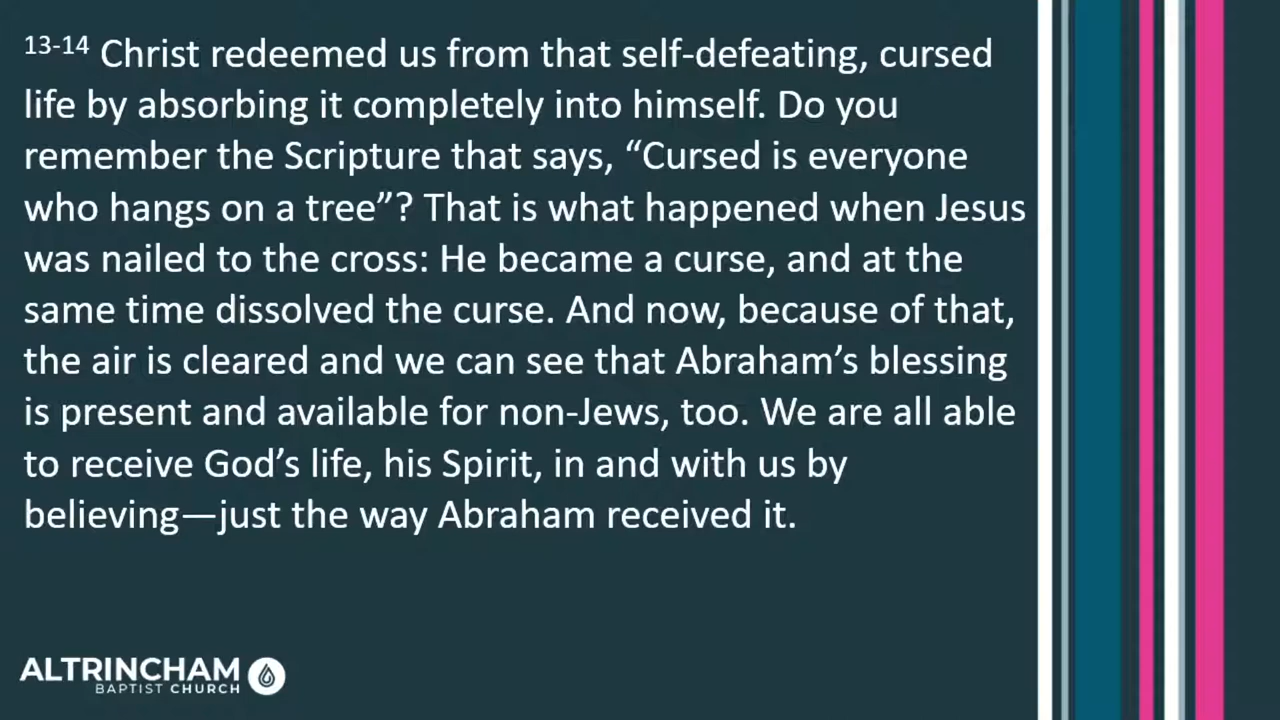 13-14 Christ redeemed us from that self-defeating, cursed
life by absorbing it completely into himself. Do you
remember the Scripture that says, “Cursed is everyone
who hangs on a tree”? That is what happened when Jesus
was nailed to the cross: He became a curse, and at the
same time dissolved the curse. And now, because of that,
the air is cleared and we can see that Abraham’s blessing
is present and available for non-Jews, too. We are all able
to receive God’s life, his Spirit, in and with us by
believing—just the way Abraham received it.
ALTRINCHAM
BAPTIST CHURCH